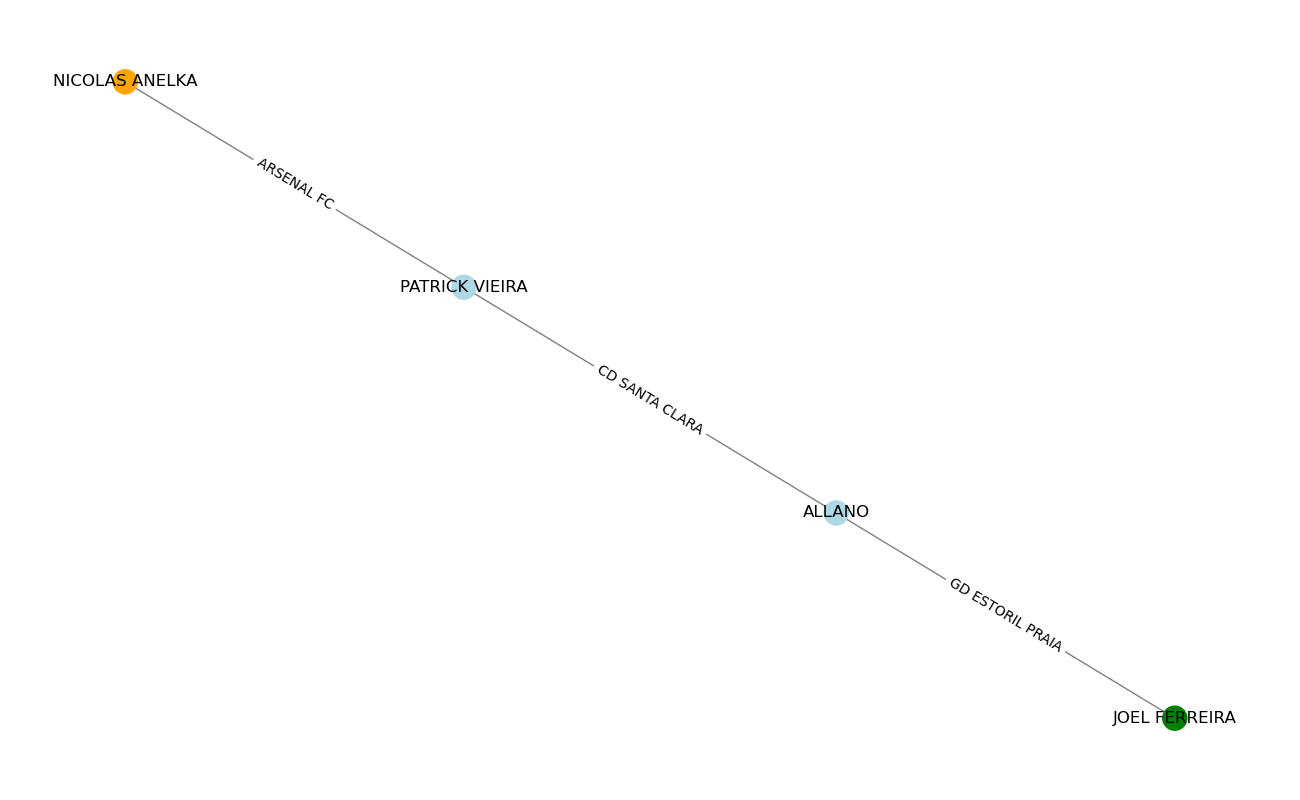 NICOLAS ANELKA
ARSENAL FC
PATRICK VIEIRA
CD SANTA CLARA
ALLANO
GD ESTORIL PRAIA
JOEL FERREIRA